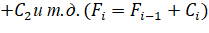 +C₂ и т.д. (Fᵢ = Fᵢ₋₁ + Cᵢ)